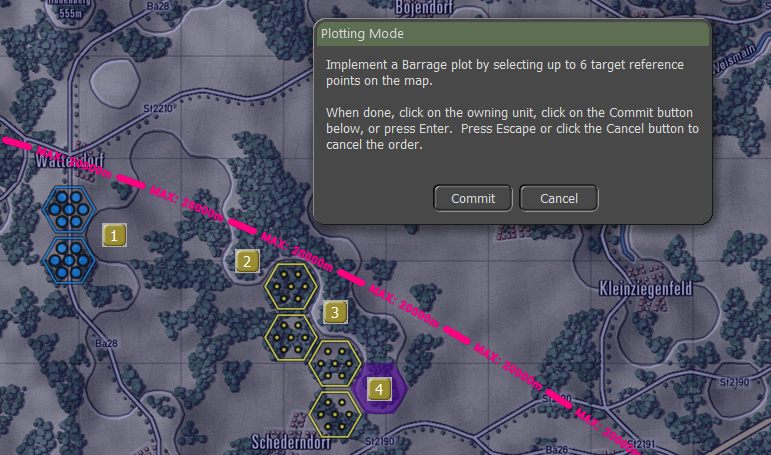 Hohenberg
555m
Ba28
Bojendorf
Plotting Mode
Implement a Barrage plot by selecting up to 6 target reference
points on the map.
When done, click on the owning unit, click on the Commit button
below, or press Enter. Press Escape or click the Cancel button to
cancel the order.
Commit
Cancel
Weismain
St2210
Wattendorf
MAX: 20000m
MAX: 20000m
MAX: 20000m
MAX: 20000m
MAX: 20000m
MAX: 20000m
1
2
3
4
Kleinziegenfeld
Ba28
St2190
St2190
Schederndorf
St2190
Ba26
St2191